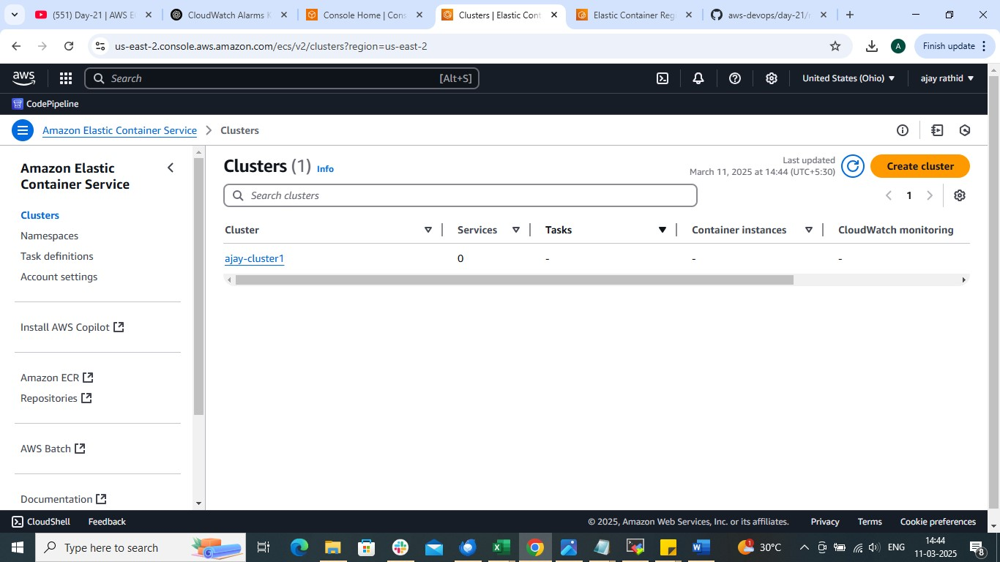 (551) Day-21 | AWS E
CloudWatch Alarms K
Console Home | Cons
Clusters | Elastic Cont
Elastic Container Reg
aws-devops/day-21/r
us-east-2.console.aws.amazon.com/ecs/v2/clusters?region=us-east-2
A
Finish update
aws
Search
[Alt+S]
United States (Ohio)
ajay rathid
CodePipeline
Amazon Elastic Container Service
Clusters
Amazon Elastic
Container Service
Clusters
Namespaces
Task definitions
Account settings
Install AWS Copilot
Amazon ECR
Repositories
AWS Batch
Documentation
Clusters (1) Info
Last updated
March 11, 2025 at 14:44 (UTC+5:30)
Create cluster
Search clusters
1
Cluster Services Tasks Container instances CloudWatch monitoring
ajay-cluster1 0 - - -
CloudShell Feedback
© 2025, Amazon Web Services, Inc. or its affiliates. Privacy Terms Cookie preferences
Type here to search
1
30°C
ENG
14:44
11-03-2025
8